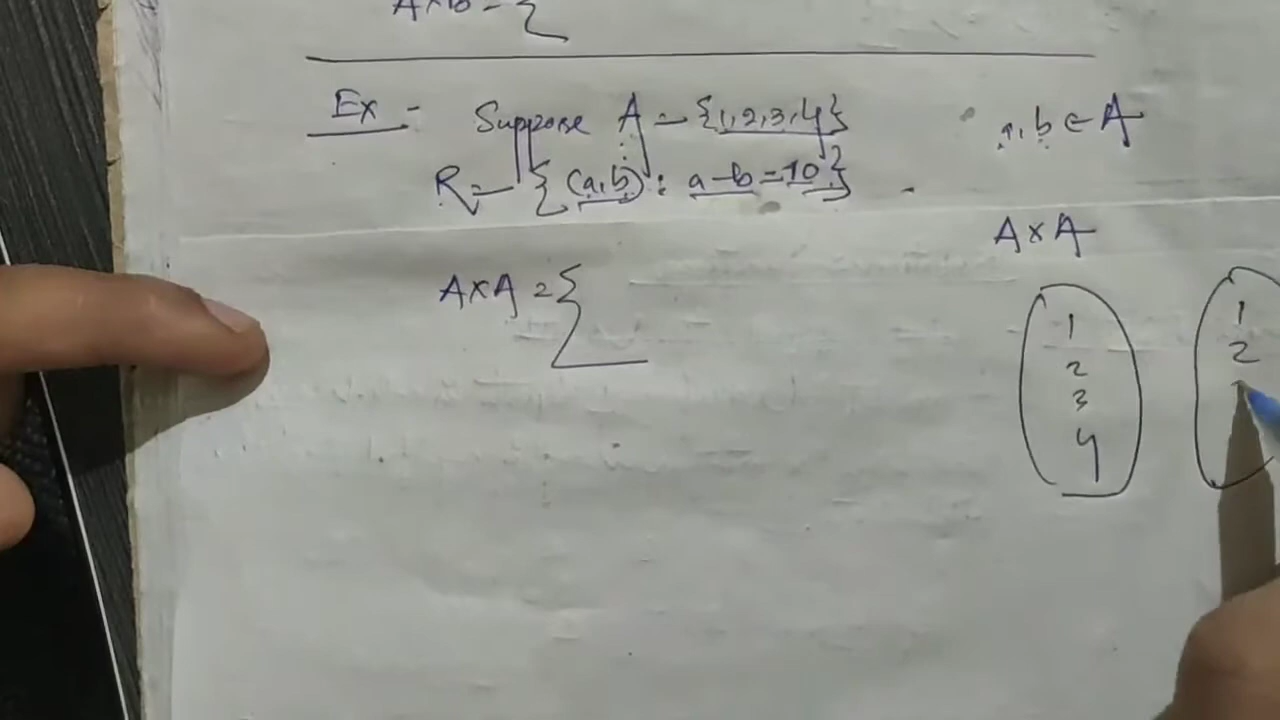 A×B = {
Ex - Suppose A = {1,2,3,4} a,b ∈ A
R = { (a,b) : a-b = 10 } .
A×A
A×A = {
1
2
3
4
1
2